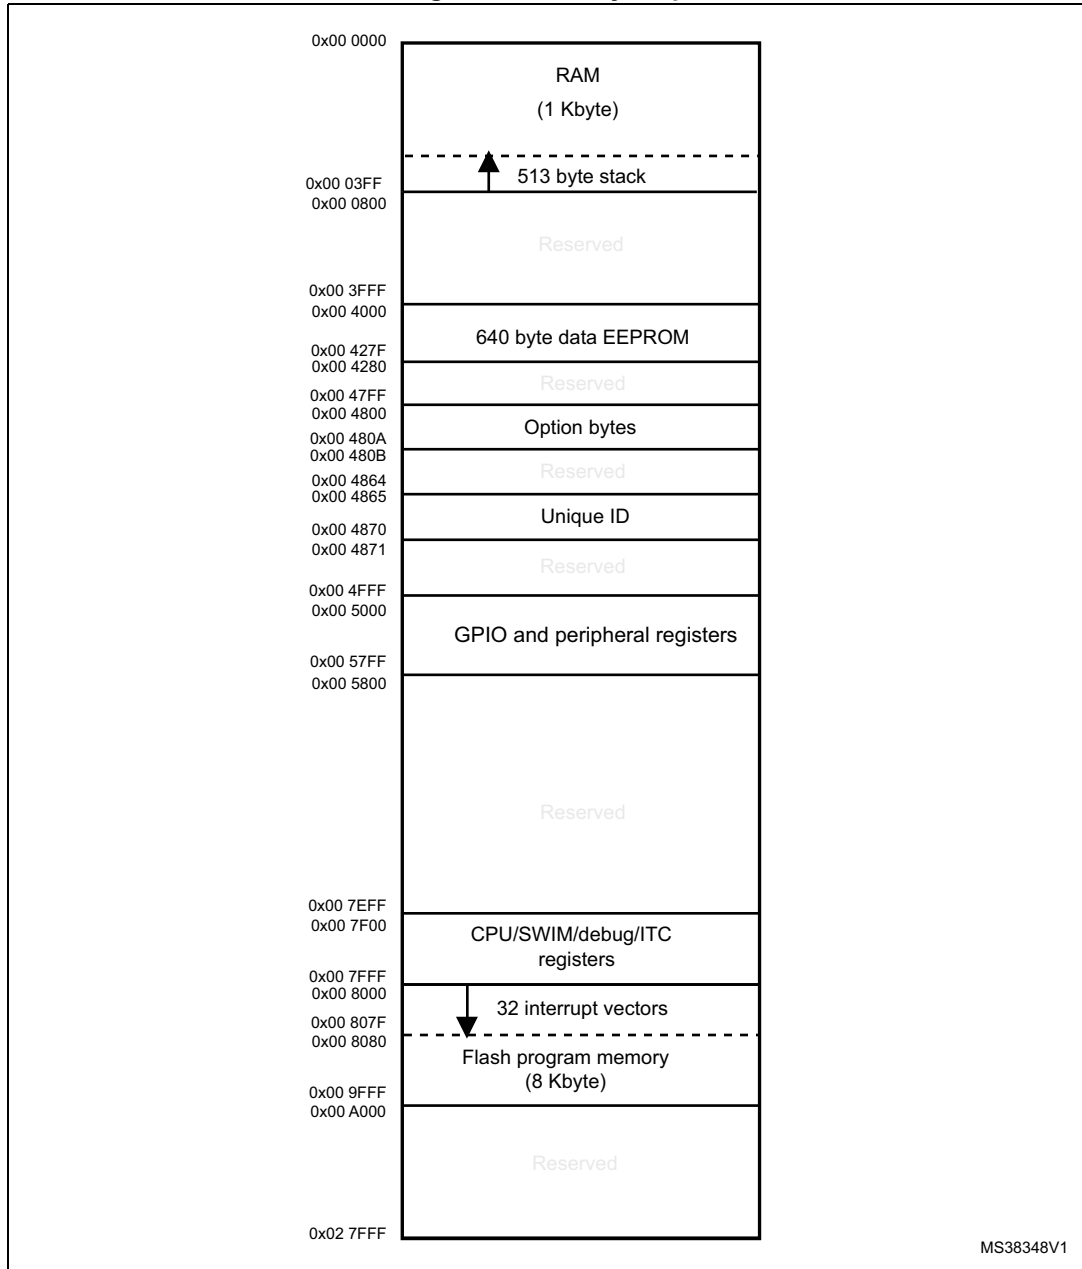 0x00 0000
RAM
(1 Kbyte)
513 byte stack
0x00 03FF
0x00 0800
Reserved
0x00 3FFF
0x00 4000
640 byte data EEPROM
0x00 427F
0x00 4280
Reserved
0x00 47FF
0x00 4800
Option bytes
0x00 480A
0x00 480B
Reserved
0x00 4864
0x00 4865
Unique ID
0x00 4870
0x00 4871
Reserved
0x00 4FFF
0x00 5000
GPIO and peripheral registers
0x00 57FF
0x00 5800
Reserved
0x00 7EFF
0x00 7F00
CPU/SWIM/debug/ITC
registers
0x00 7FFF
0x00 8000
32 interrupt vectors
0x00 807F
0x00 8080
Flash program memory
(8 Kbyte)
0x00 9FFF
0x00 A000
Reserved
0x02 7FFF
MS38348V1